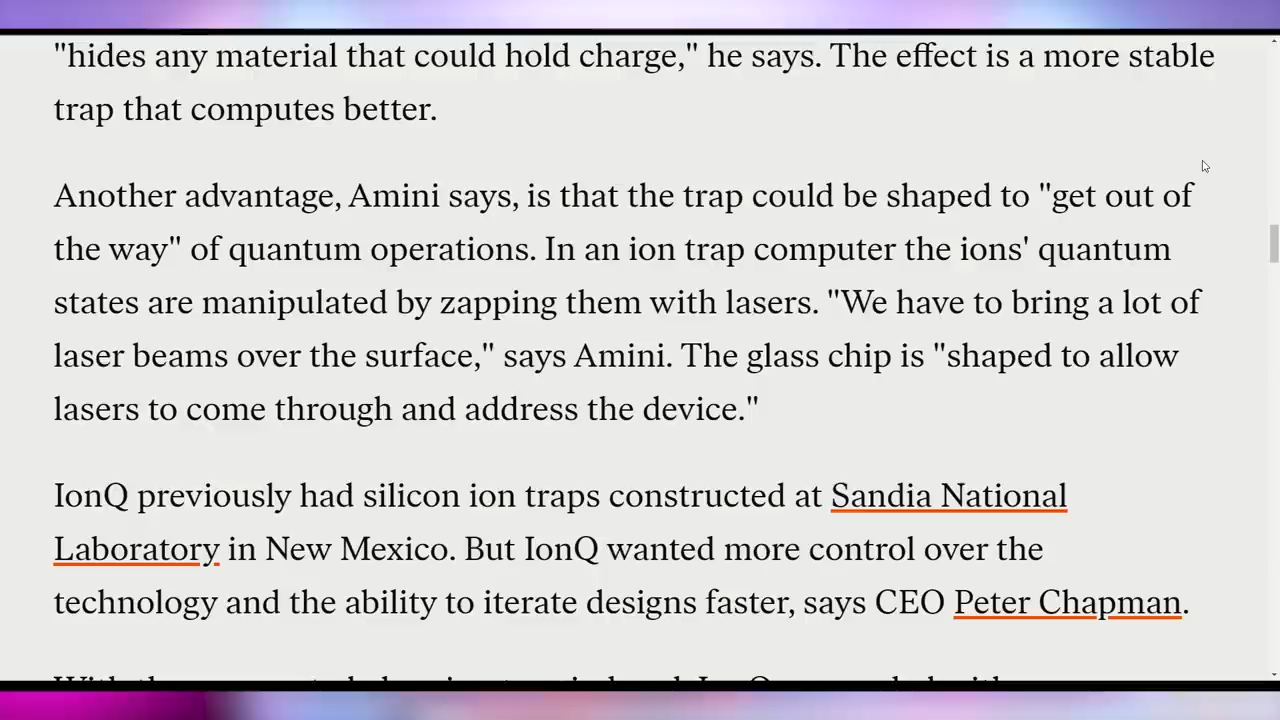 "hides any material that could hold charge," he says. The effect is a more stable
trap that computes better.
Another advantage, Amini says, is that the trap could be shaped to "get out of
the way" of quantum operations. In an ion trap computer the ions' quantum
states are manipulated by zapping them with lasers. "We have to bring a lot of
laser beams over the surface," says Amini. The glass chip is "shaped to allow
lasers to come through and address the device."
IonQ previously had silicon ion traps constructed at Sandia National
Laboratory in New Mexico. But IonQ wanted more control over the
technology and the ability to iterate designs faster, says CEO Peter Chapman.